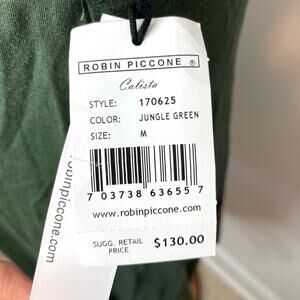 ROBIN PICCONE ®
Calista
STYLE: 170625
COLOR: JUNGLE GREEN
SIZE: M
7 03738 63655 7
www.robinpiccone.com
SUGG. RETAIL
PRICE $130.00
obinpiccone.com